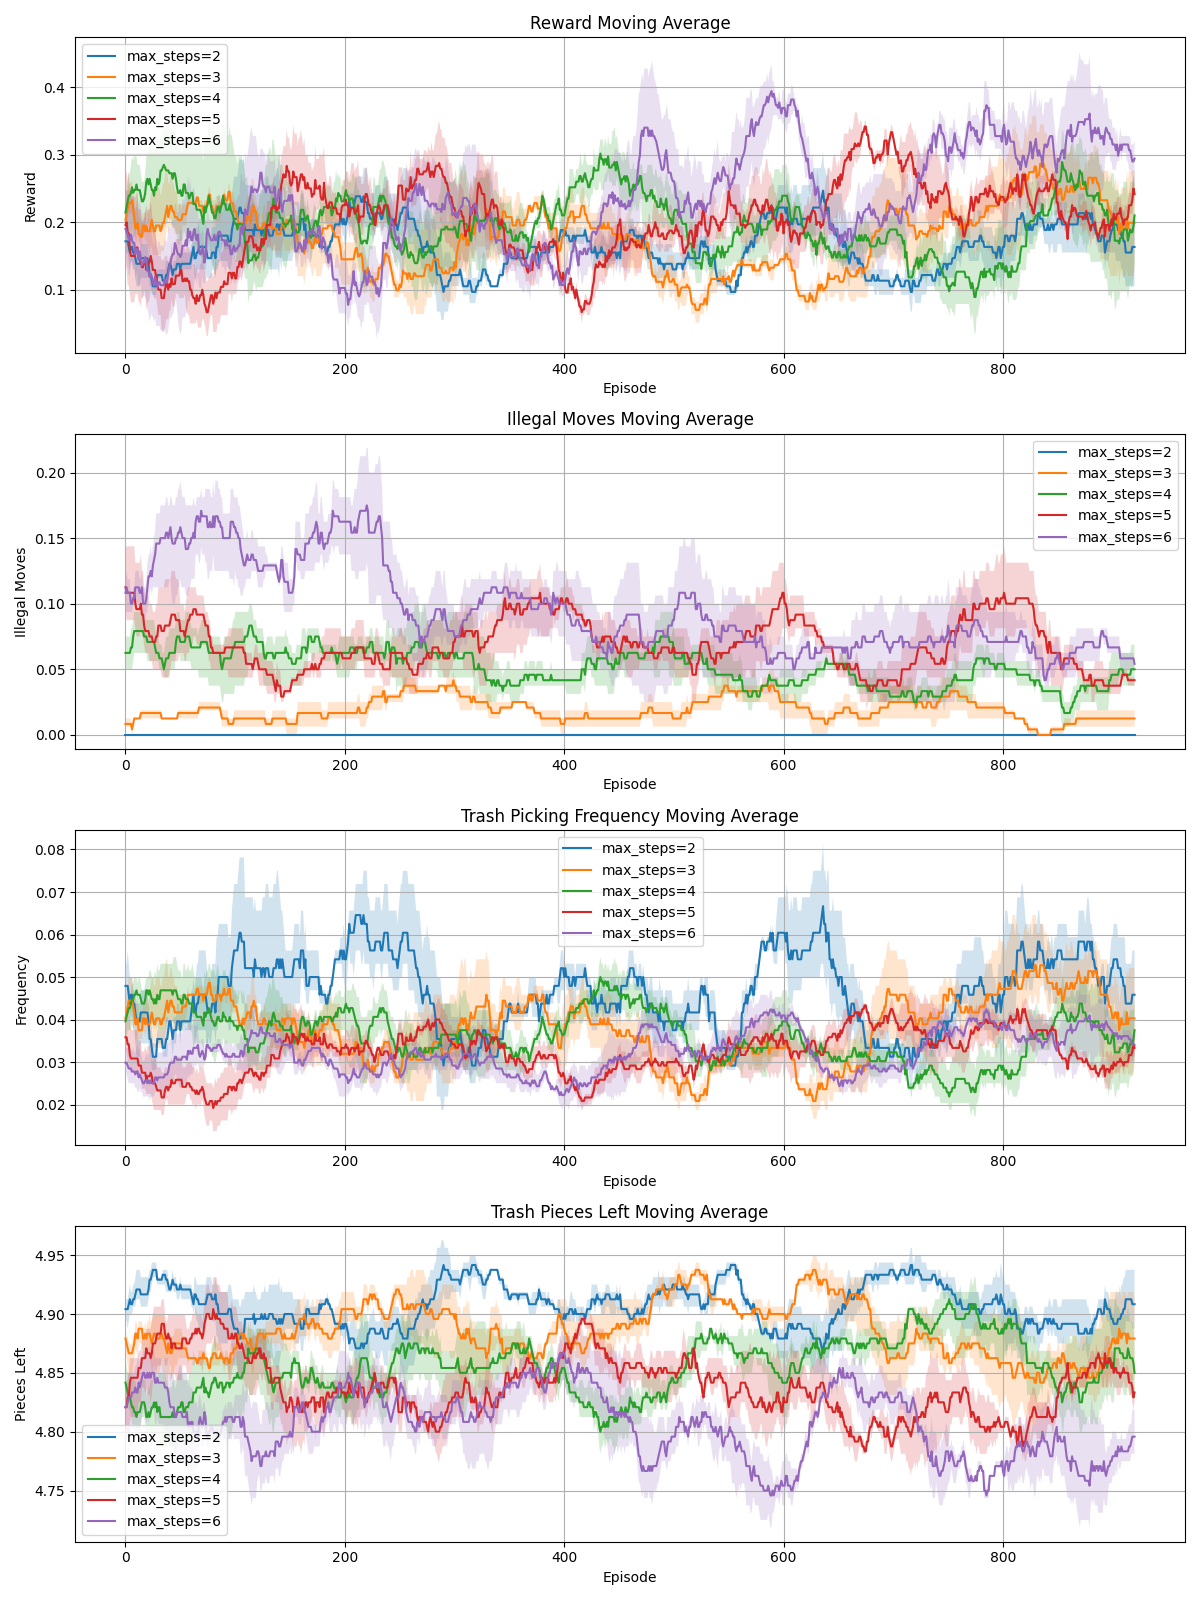 Reward Moving Average
max_steps=2
max_steps=3
max_steps=4
max_steps=5
max_steps=6
Reward
0.4
0.3
0.2
0.1
0 200 400 600 800
Episode
Illegal Moves Moving Average
max_steps=2
max_steps=3
max_steps=4
max_steps=5
max_steps=6
Illegal Moves
0.20
0.15
0.10
0.05
0.00
0 200 400 600 800
Episode
Trash Picking Frequency Moving Average
max_steps=2
max_steps=3
max_steps=4
max_steps=5
max_steps=6
Frequency
0.08
0.07
0.06
0.05
0.04
0.03
0.02
0 200 400 600 800
Episode
Trash Pieces Left Moving Average
Pieces Left
4.95
4.90
4.85
4.80
4.75
max_steps=2
max_steps=3
max_steps=4
max_steps=5
max_steps=6
0 200 400 600 800
Episode